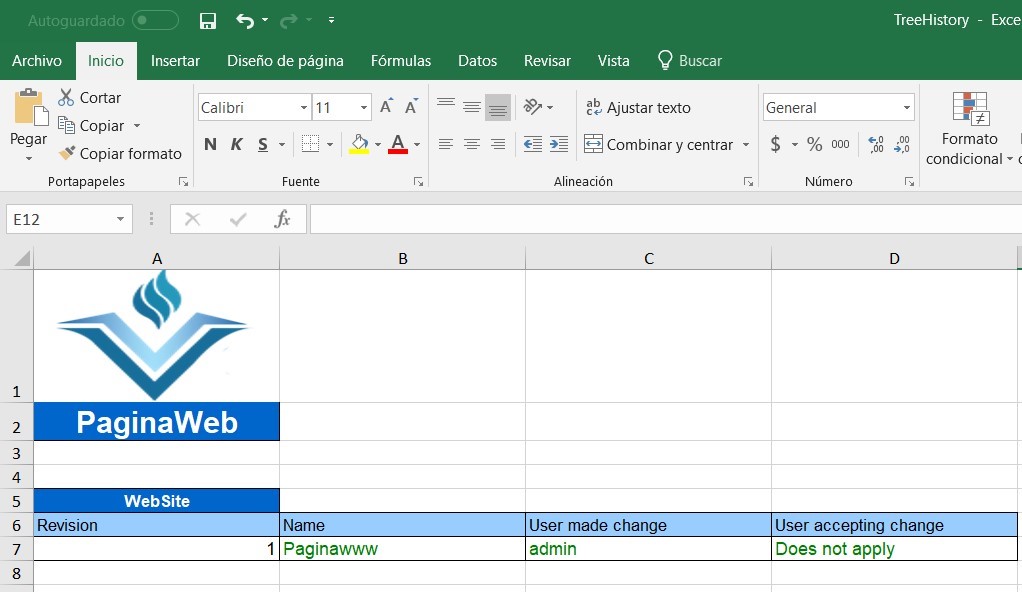 Autoguardado
TreeHistory - Exce
Archivo Inicio Insertar Diseño de página Fórmulas Datos Revisar Vista Buscar
Pegar
Cortar
Copiar
Copiar formato
Portapapeles
Calibri 11 A A
N K S A
Fuente
ab c Ajustar texto
Combinar y centrar
Alineación
General
$ % 000 ,00 ,00
Número
Formato
condicional
E12 fx
A B C D
1
2 PaginaWeb
3
4
5 WebSite
6 Revision Name User made change User accepting change
7 1 Paginawww admin Does not apply
8